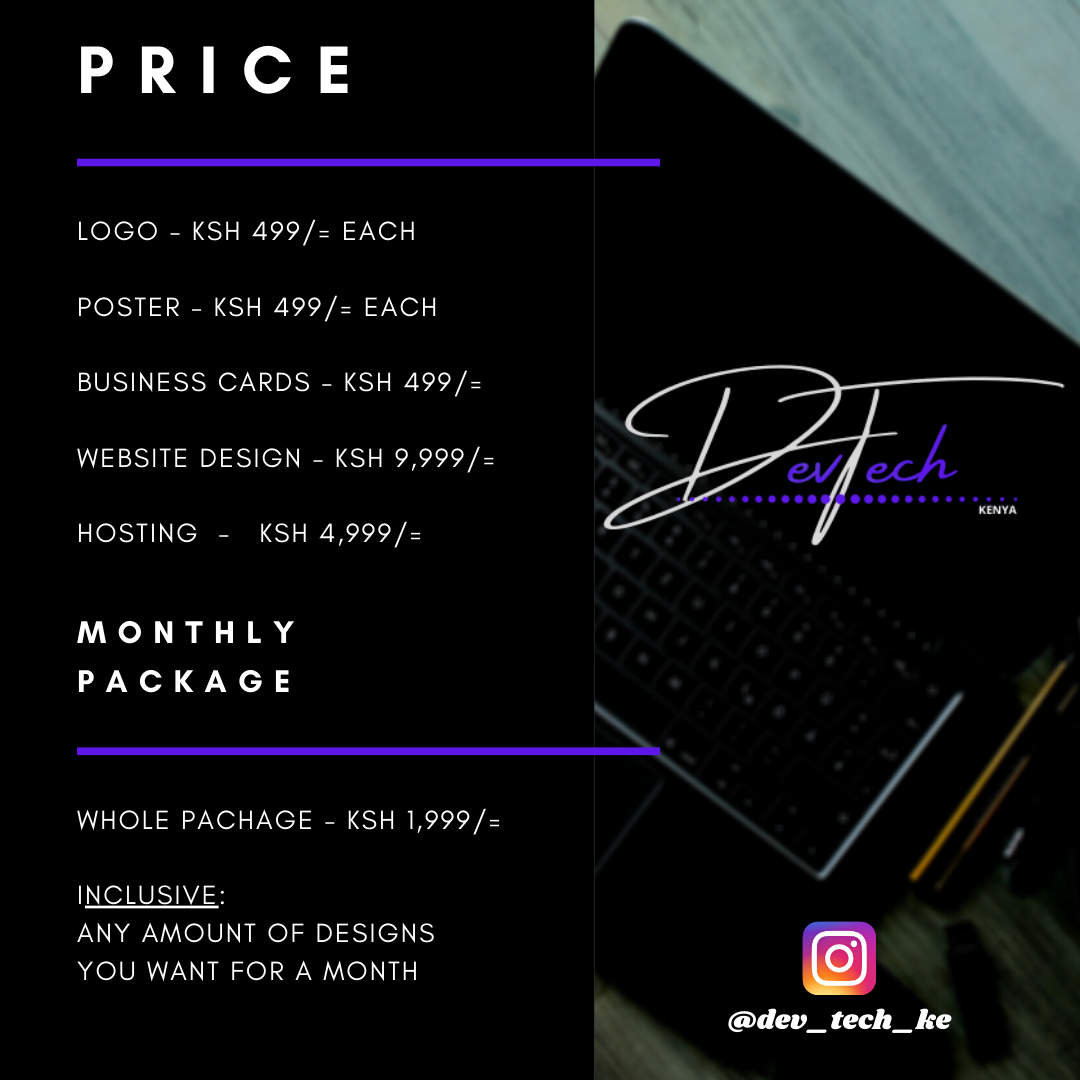 PRICE
LOGO - KSH 499/= EACH
POSTER - KSH 499/= EACH
BUSINESS CARDS - KSH 499/=
WEBSITE DESIGN - KSH 9,999/=
HOSTING - KSH 4,999/=
MONTHLY
PACKAGE
WHOLE PACHAGE - KSH 1,999/=
INCLUSIVE:
ANY AMOUNT OF DESIGNS
YOU WANT FOR A MONTH
DevTech
KENYA
@dev_tech_ke